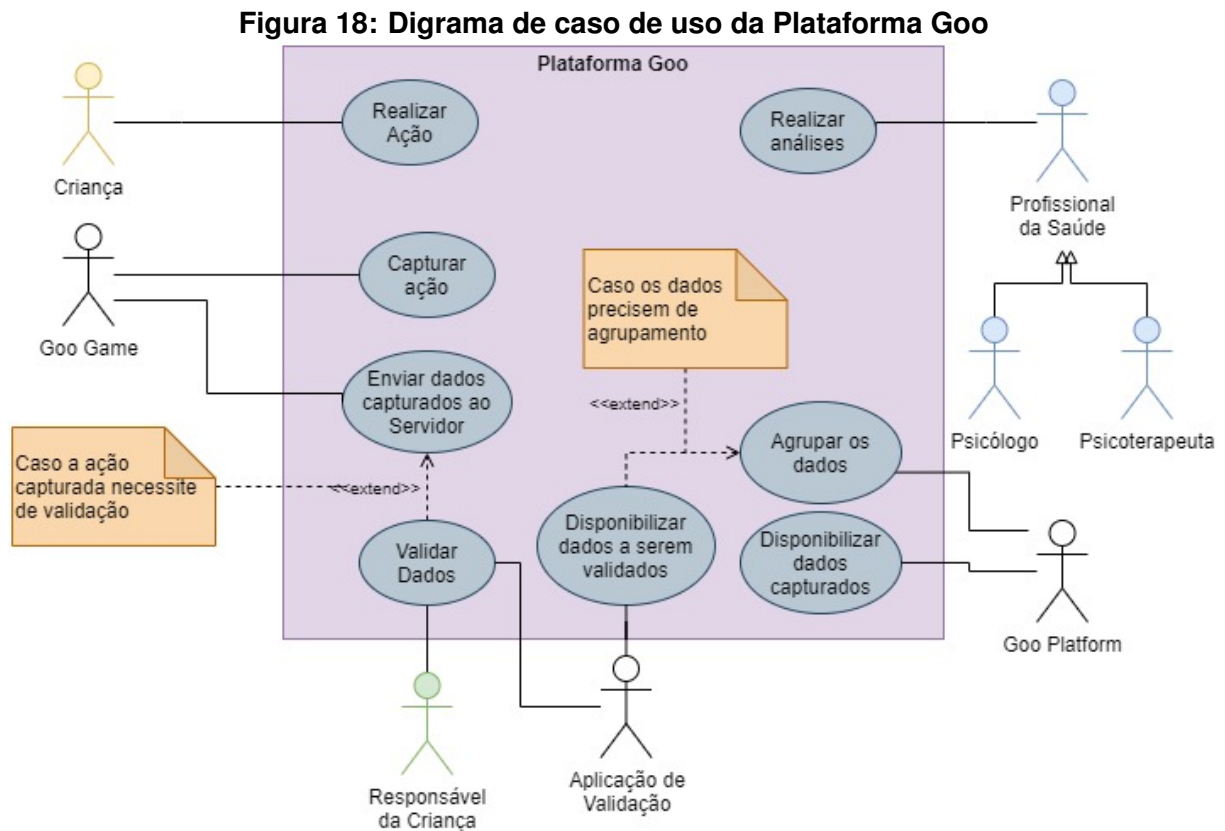 Figura 18: Digrama de caso de uso da Plataforma Goo
Plataforma Goo
Realizar
Ação
Realizar
análises
Criança
Profissional
da Saúde
Capturar
ação
Caso os dados
precisem de
agrupamento
Goo Game
Enviar dados
capturados ao
Servidor
<<extend>>
Psicólogo
Psicoterapeuta
Agrupar os
dados
Caso a ação
capturada necessite
de validação
<<extend>>
Validar
Dados
Disponibilizar
dados a serem
validados
Disponibilizar
dados
capturados
Goo Platform
Responsável
da Criança
Aplicação de
Validação